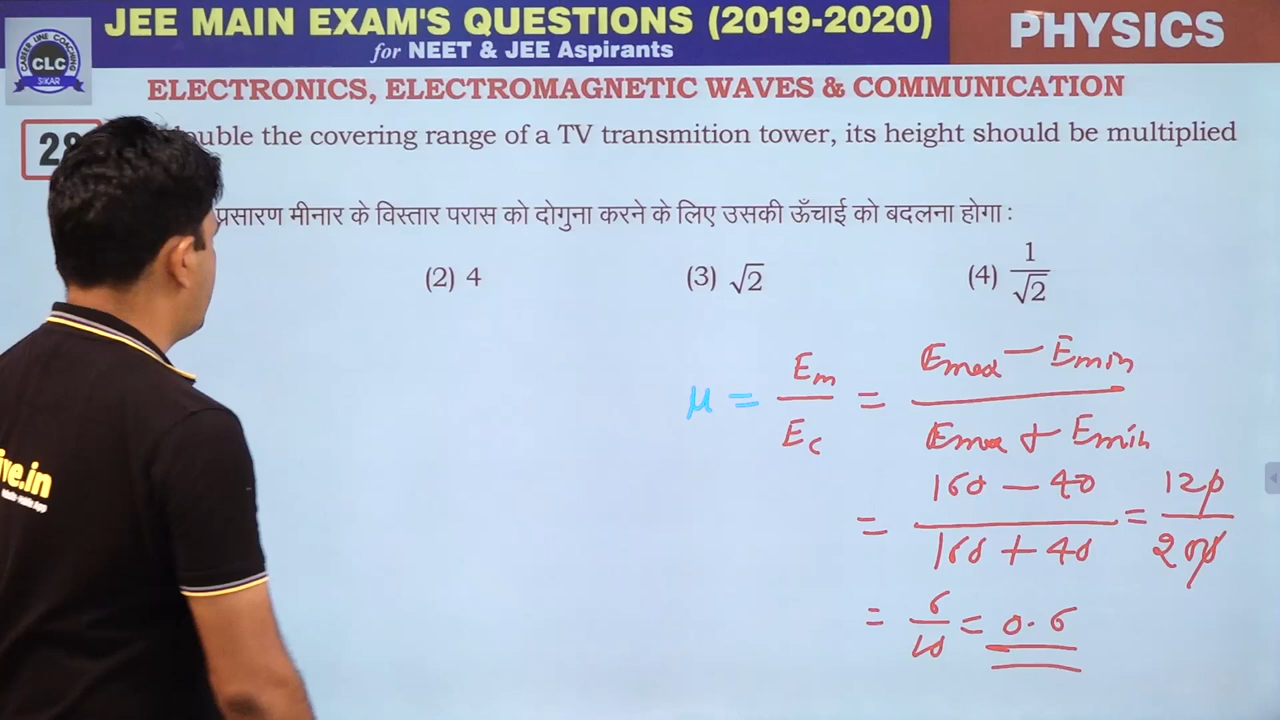 JEE MAIN EXAM'S QUESTIONS (2019-2020)
for NEET & JEE Aspirants
PHYSICS
CAREER LINE COACHING
CLC
SIKAR
ELECTRONICS, ELECTROMAGNETIC WAVES & COMMUNICATION
the covering range of a TV transmition tower, its height should be multiplied
प्रसारण मीनार के विस्तार परास को दोगुना करने के लिए उसकी ऊँचाई को बदलना होगा :
(2) 4 (3) √2 (4) 1/√2
μ = Em/Ec = (Emax – Emin)/(Emax + Emin)
= (160 – 40)/(160 + 40) = 120/200
= 6/10 = 0.6